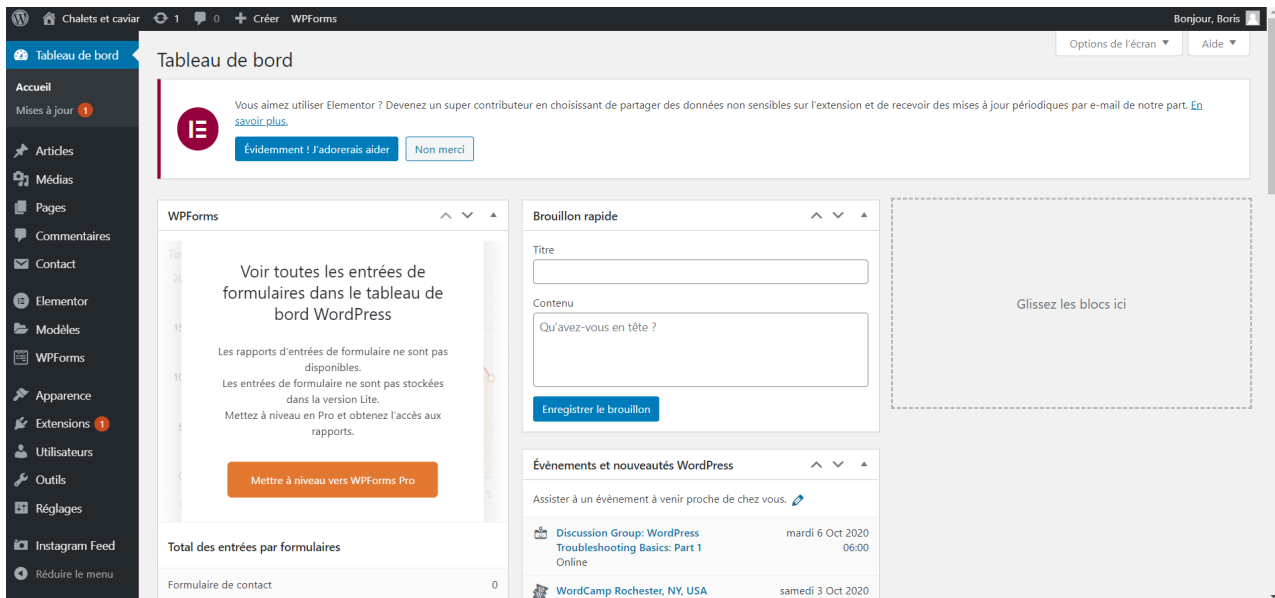 Chalets et caviar 1 0 + Créer WPForms Bonjour, Boris
Tableau de bord
Accueil
Mises à jour 1
Articles
Médias
Pages
Commentaires
Contact
Elementor
Modèles
WPForms
Apparence
Extensions 1
Utilisateurs
Outils
Réglages
Instagram Feed
Réduire le menu
Options de l'écran ▼ Aide ▼
Tableau de bord
Vous aimez utiliser Elementor ? Devenez un super contributeur en choisissant de partager des données non sensibles sur l'extension et de recevoir des mises à jour périodiques par e-mail de notre part. En
savoir plus.
Évidemment ! J'adorerais aider Non merci
WPForms
Voir toutes les entrées de
formulaires dans le tableau de
bord WordPress
Les rapports d'entrées de formulaire ne sont pas
disponibles.
Les entrées de formulaire ne sont pas stockées
dans la version Lite.
Mettez à niveau en Pro et obtenez l'accès aux
rapports.
Mettre à niveau vers WPForms Pro
Total des entrées par formulaires
Formulaire de contact 0
Brouillon rapide
Titre
Contenu
Qu'avez-vous en tête ?
Enregistrer le brouillon
Évènements et nouveautés WordPress
Assister à un évènement à venir proche de chez vous.
Discussion Group: WordPress mardi 6 Oct 2020
Troubleshooting Basics: Part 1 06:00
Online
WordCamp Rochester, NY, USA samedi 3 Oct 2020
Glissez les blocs ici